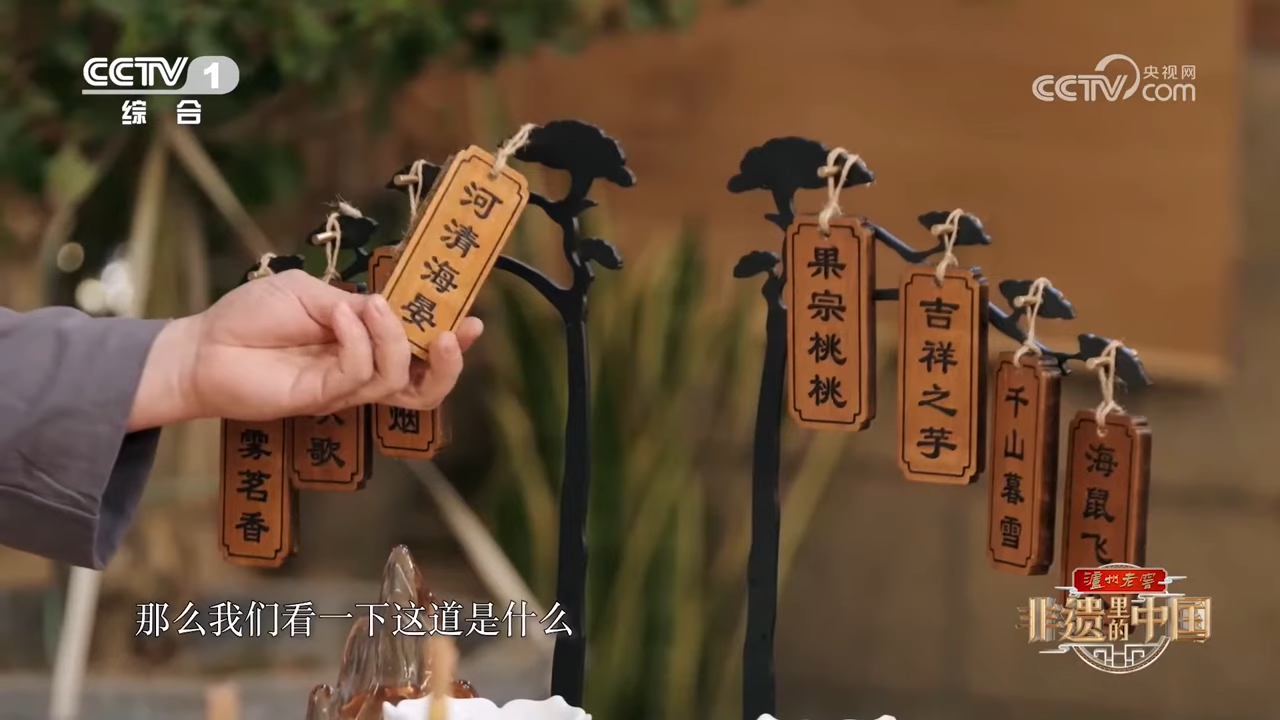 CCTV 1
综合
央视网
CCTV com
河清海晏
果宗桃桃
吉祥之芋
千山暮雪
海鼠飞
雾茗香
歌
烟
那么我们看一下这道是什么
泸州老窖
非遗里的中国